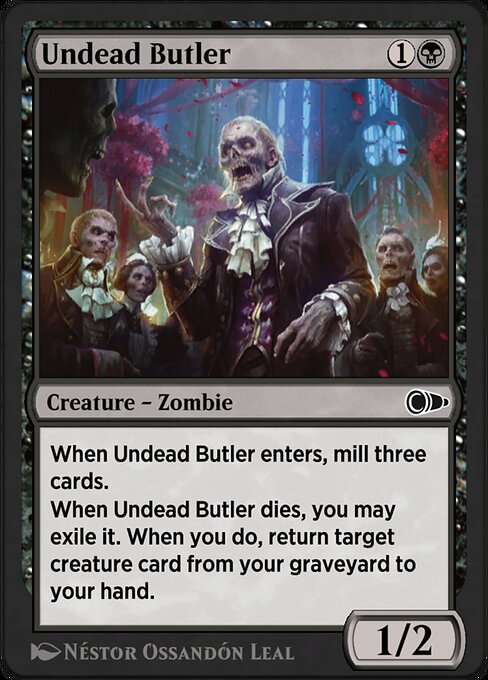 Undead Butler 1
Creature – Zombie
When Undead Butler enters, mill three
cards.
When Undead Butler dies, you may
exile it. When you do, return target
creature card from your graveyard to
your hand.
1/2
Néstor Ossandón Leal